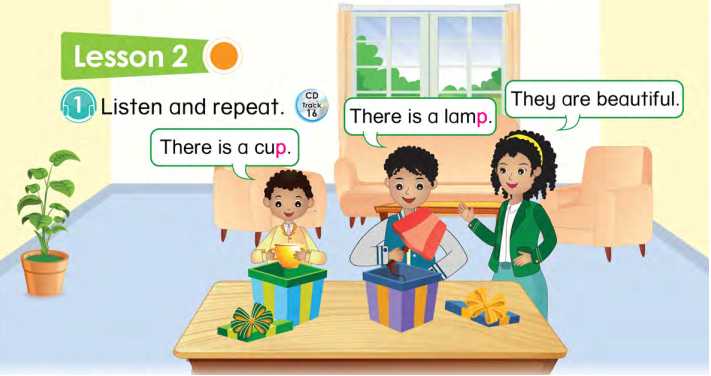 Lesson 2
1 Listen and repeat.
CD
Track
16
There is a cup.
There is a lamp.
They are beautiful.